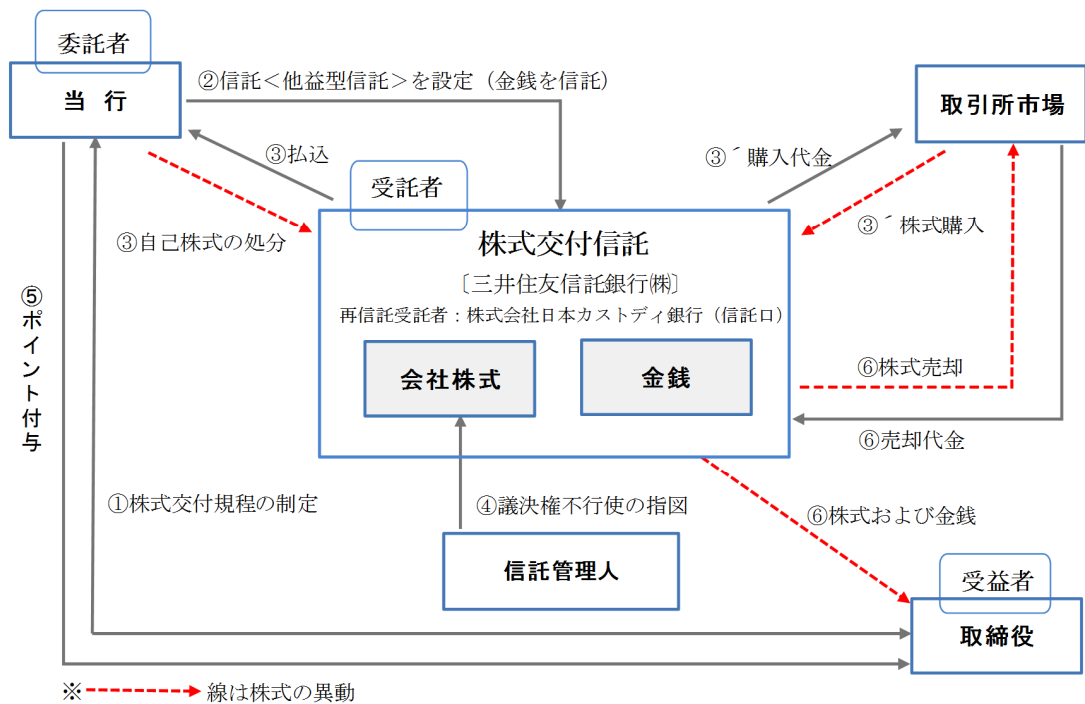 委託者
当 行
②信託＜他益型信託＞を設定（金銭を信託）
取引所市場
③払込
③´購入代金
受託者
③自己株式の処分
③´株式購入
株式交付信託
〔三井住友信託銀行㈱〕
再信託受託者：株式会社日本カストディ銀行（信託口）
会社株式
金銭
⑤ポイント付与
⑥株式売却
⑥売却代金
①株式交付規程の制定
④議決権不行使の指図
⑥株式および金銭
信託管理人
受益者
取締役
※ 線は株式の異動